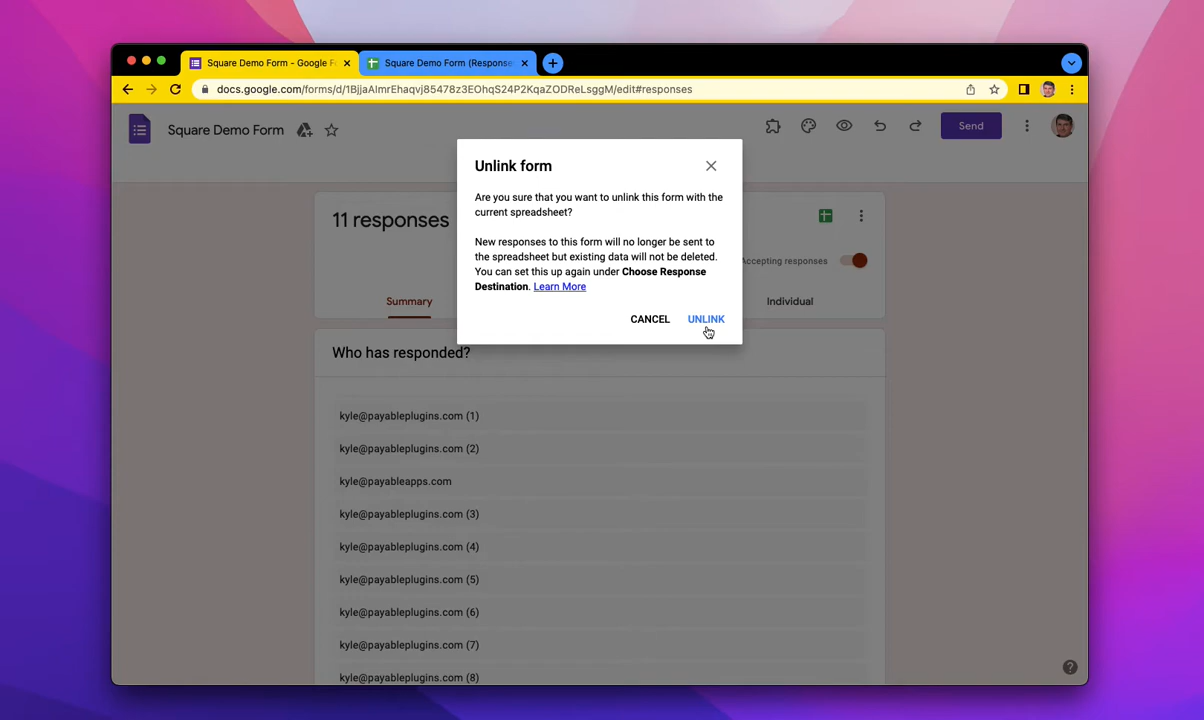 Square Demo Form - Google F
Square Demo Form (Response
docs.google.com/forms/d/1BjjaAImrEhaqvj85478z3EOhqS24P2KqaZODReLsggM/edit#responses
Square Demo Form
Send
Unlink form
Are you sure that you want to unlink this form with the
current spreadsheet?
New responses to this form will no longer be sent to
the spreadsheet but existing data will not be deleted.
You can set this up again under Choose Response
Destination. Learn More
CANCEL UNLINK
11 responses
Accepting responses
Summary
Individual
Who has responded?
kyle@payableplugins.com (1)
kyle@payableplugins.com (2)
kyle@payableapps.com
kyle@payableplugins.com (3)
kyle@payableplugins.com (4)
kyle@payableplugins.com (5)
kyle@payableplugins.com (6)
kyle@payableplugins.com (7)
kyle@payableplugins.com (8)